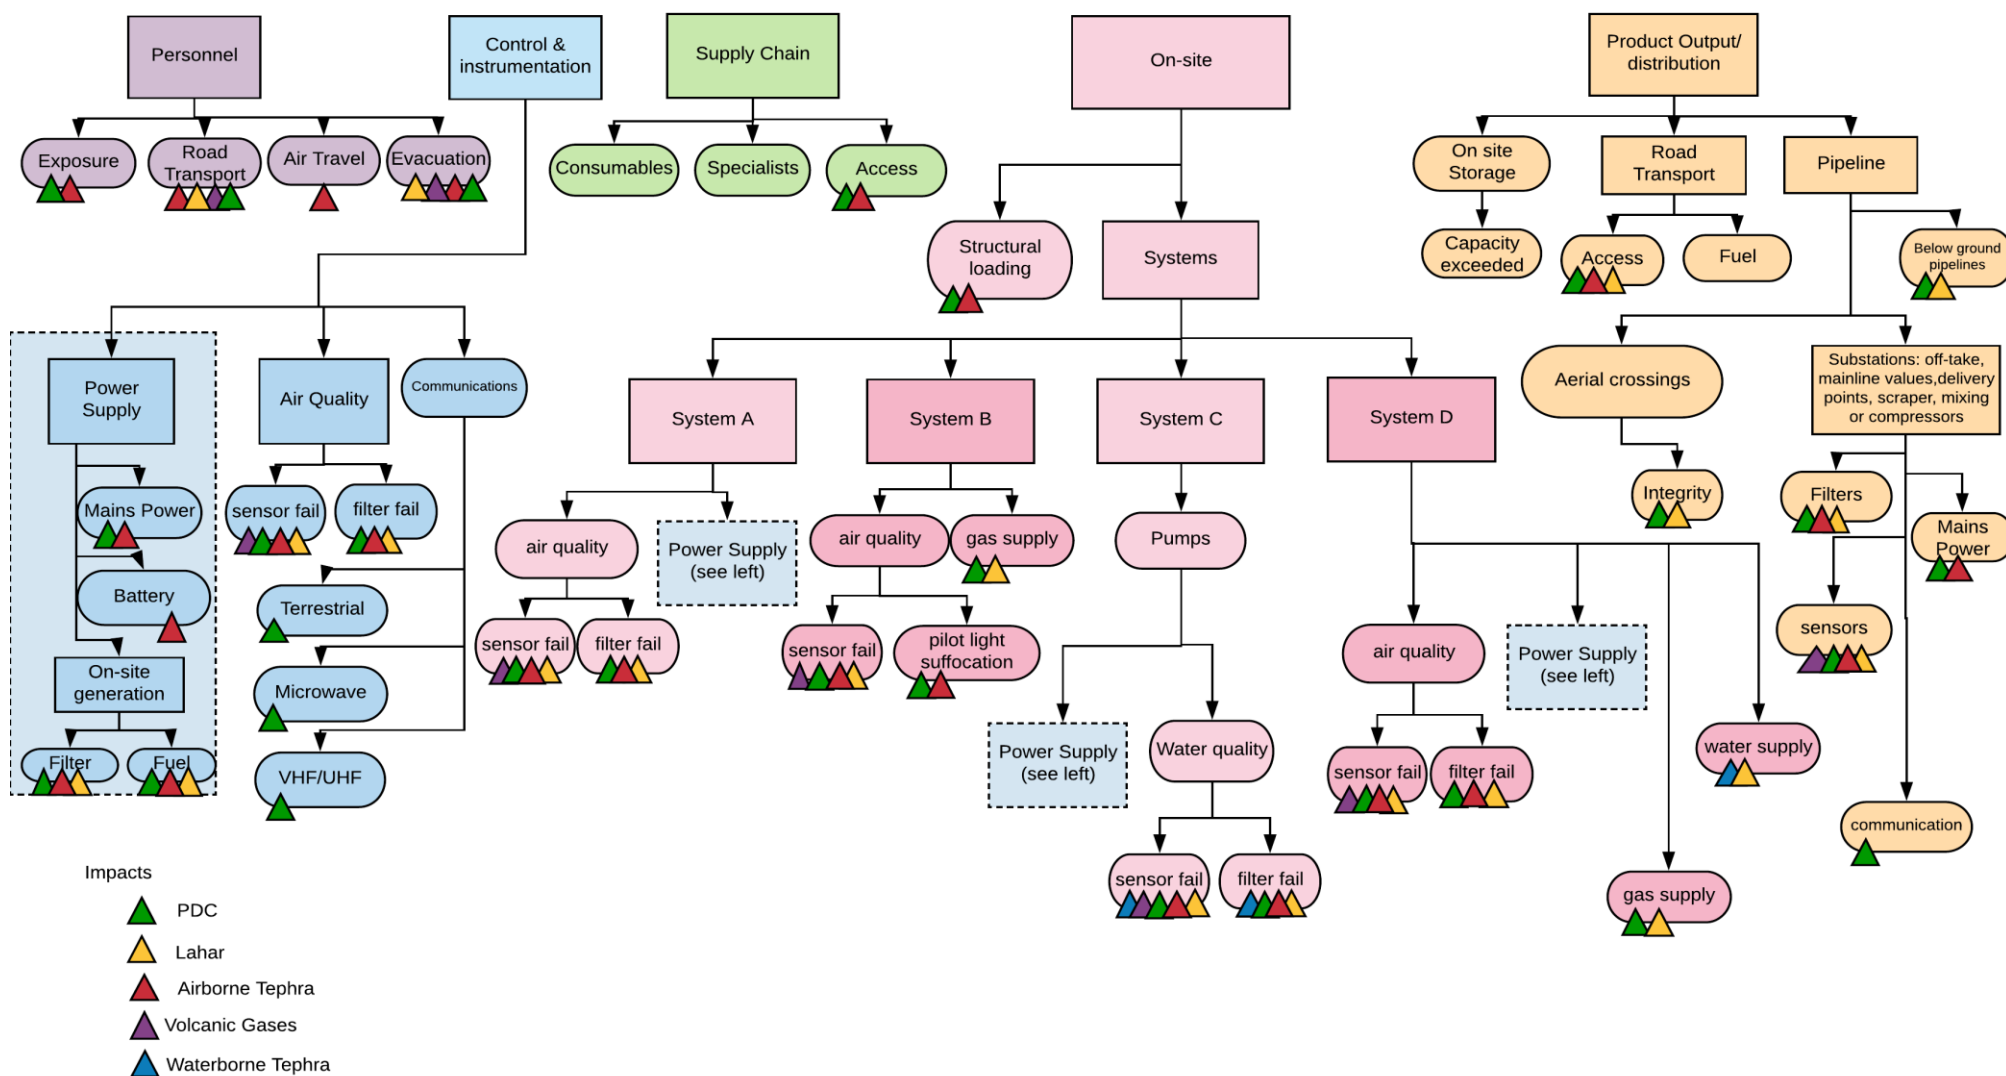 Personnel
Control &
instrumentation
Supply Chain
On-site
Product Output/
distribution
Exposure
Road
Transport
Air Travel
Evacuation
Consumables
Specialists
Access
On site
Storage
Road
Transport
Pipeline
Structural
loading
Systems
Capacity
exceeded
Access
Fuel
Below ground
pipelines
Power
Supply
Air Quality
Communications
System A
System B
System C
System D
Aerial crossings
Substations: off-take,
mainline values,delivery
points, scraper, mixing
or compressors
Mains Power
sensor fail
filter fail
air quality
Power Supply
(see left)
air quality
gas supply
Pumps
Integrity
Filters
Mains
Power
Battery
Terrestrial
sensor fail
filter fail
sensor fail
pilot light
suffocation
air quality
Power Supply
(see left)
sensors
On-site
generation
Microwave
Power Supply
(see left)
Water quality
water supply
Filter
Fuel
VHF/UHF
sensor fail
filter fail
communication
sensor fail
filter fail
gas supply
Impacts
PDC
Lahar
Airborne Tephra
Volcanic Gases
Waterborne Tephra